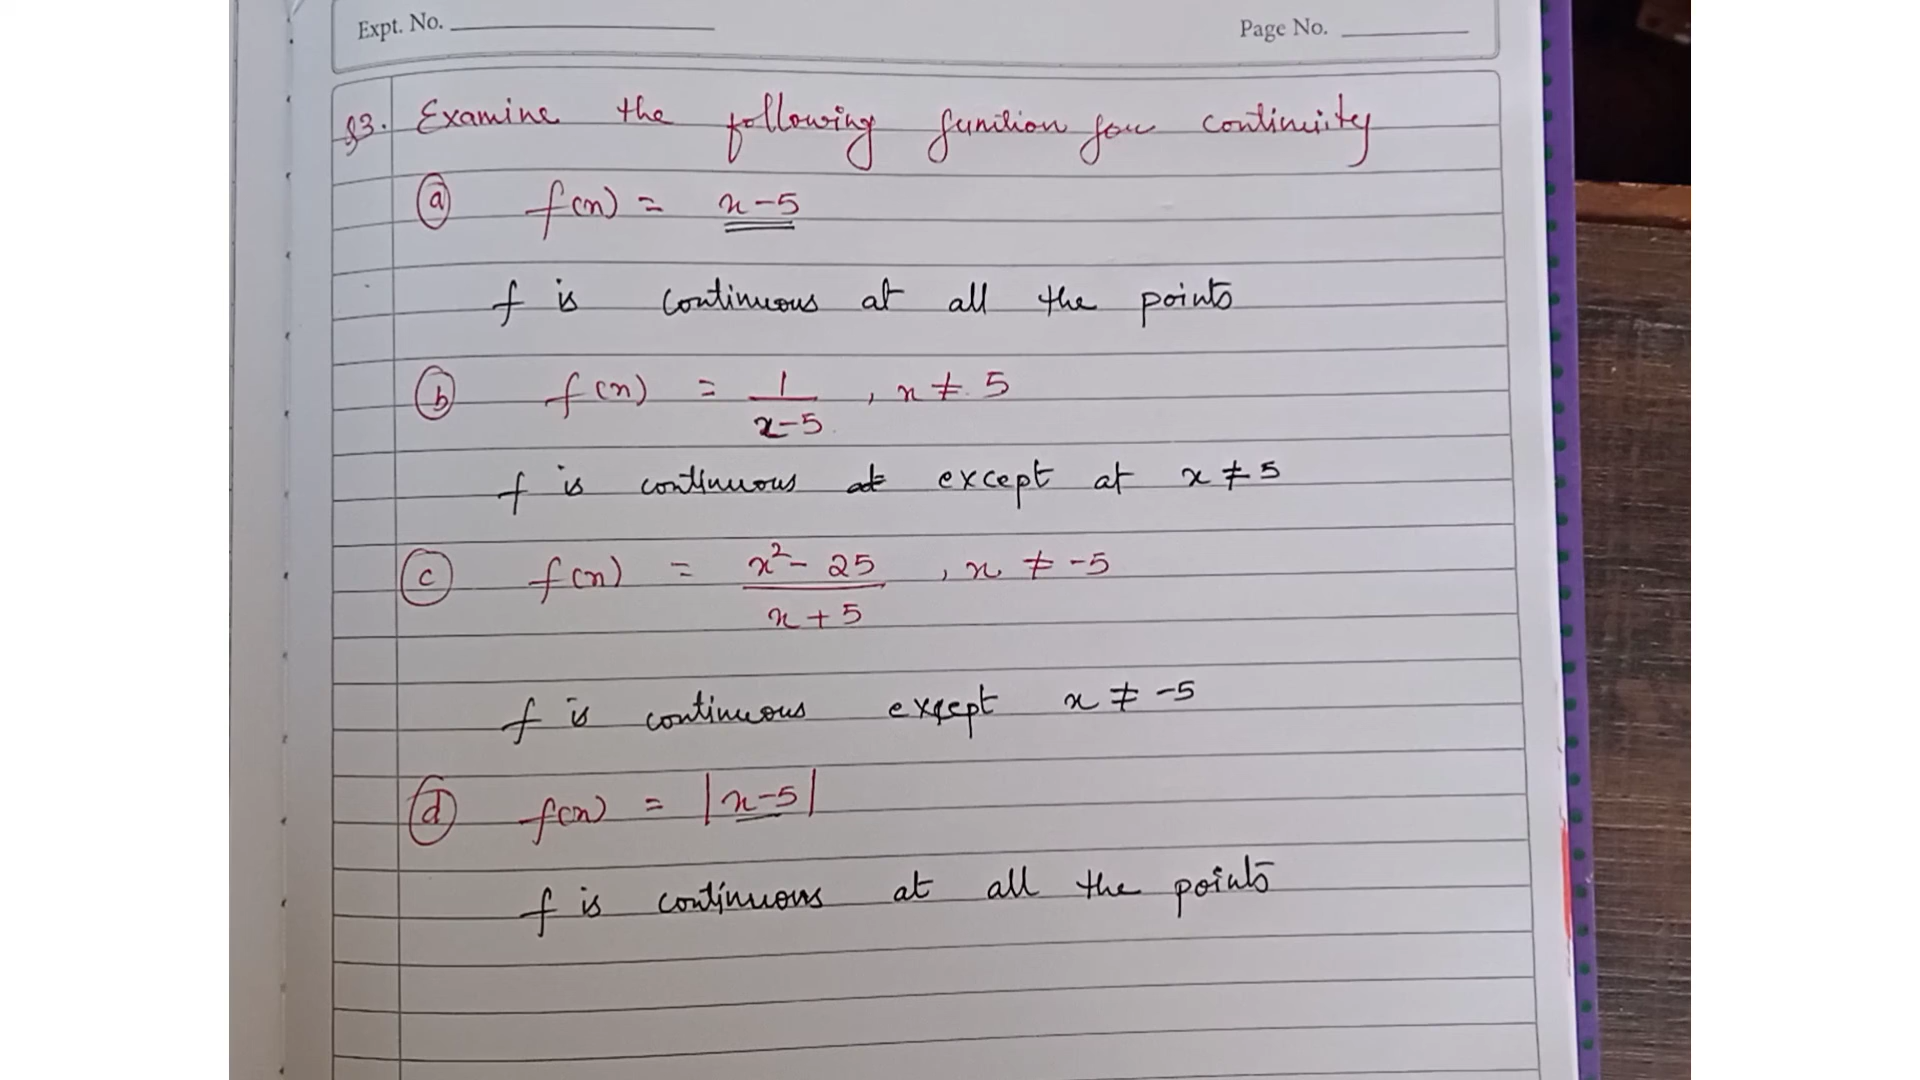 Expt. No.
Page No.
Q3. Examine the following function for continuity
(a) f(x) = x-5
f is continuous at all the points
(b) f(x) = 1/(x-5) , x ≠ 5
f is continuous at except at x ≠ 5
(c) f(x) = (x²- 25)/(x+5) , x ≠ -5
f is continuous except x ≠ -5
(d) f(x) = |x-5|
f is continuous at all the points